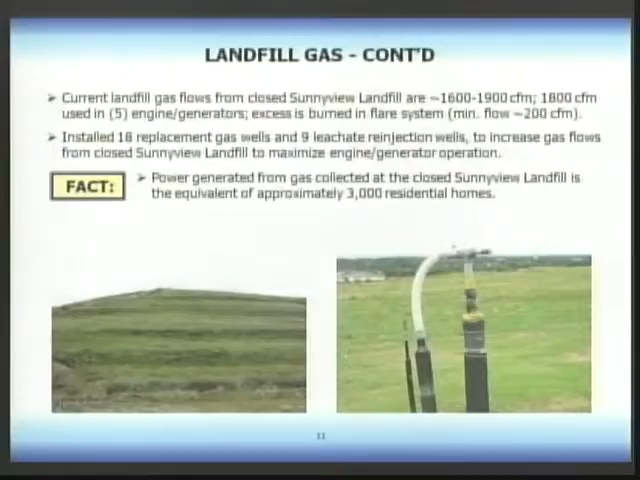 LANDFILL GAS - CONT'D
➢ Current landfill gas flows from closed Sunnyview Landfill are ~1600-1900 cfm; 1800 cfm
used in (5) engine/generators; excess is burned in flare system (min. flow ~200 cfm).
➢ Installed 18 replacement gas wells and 9 leachate reinjection wells, to increase gas flows
from closed Sunnyview Landfill to maximize engine/generator operation.
FACT:
➢ Power generated from gas collected at the closed Sunnyview Landfill is
the equivalent of approximately 3,000 residential homes.
11